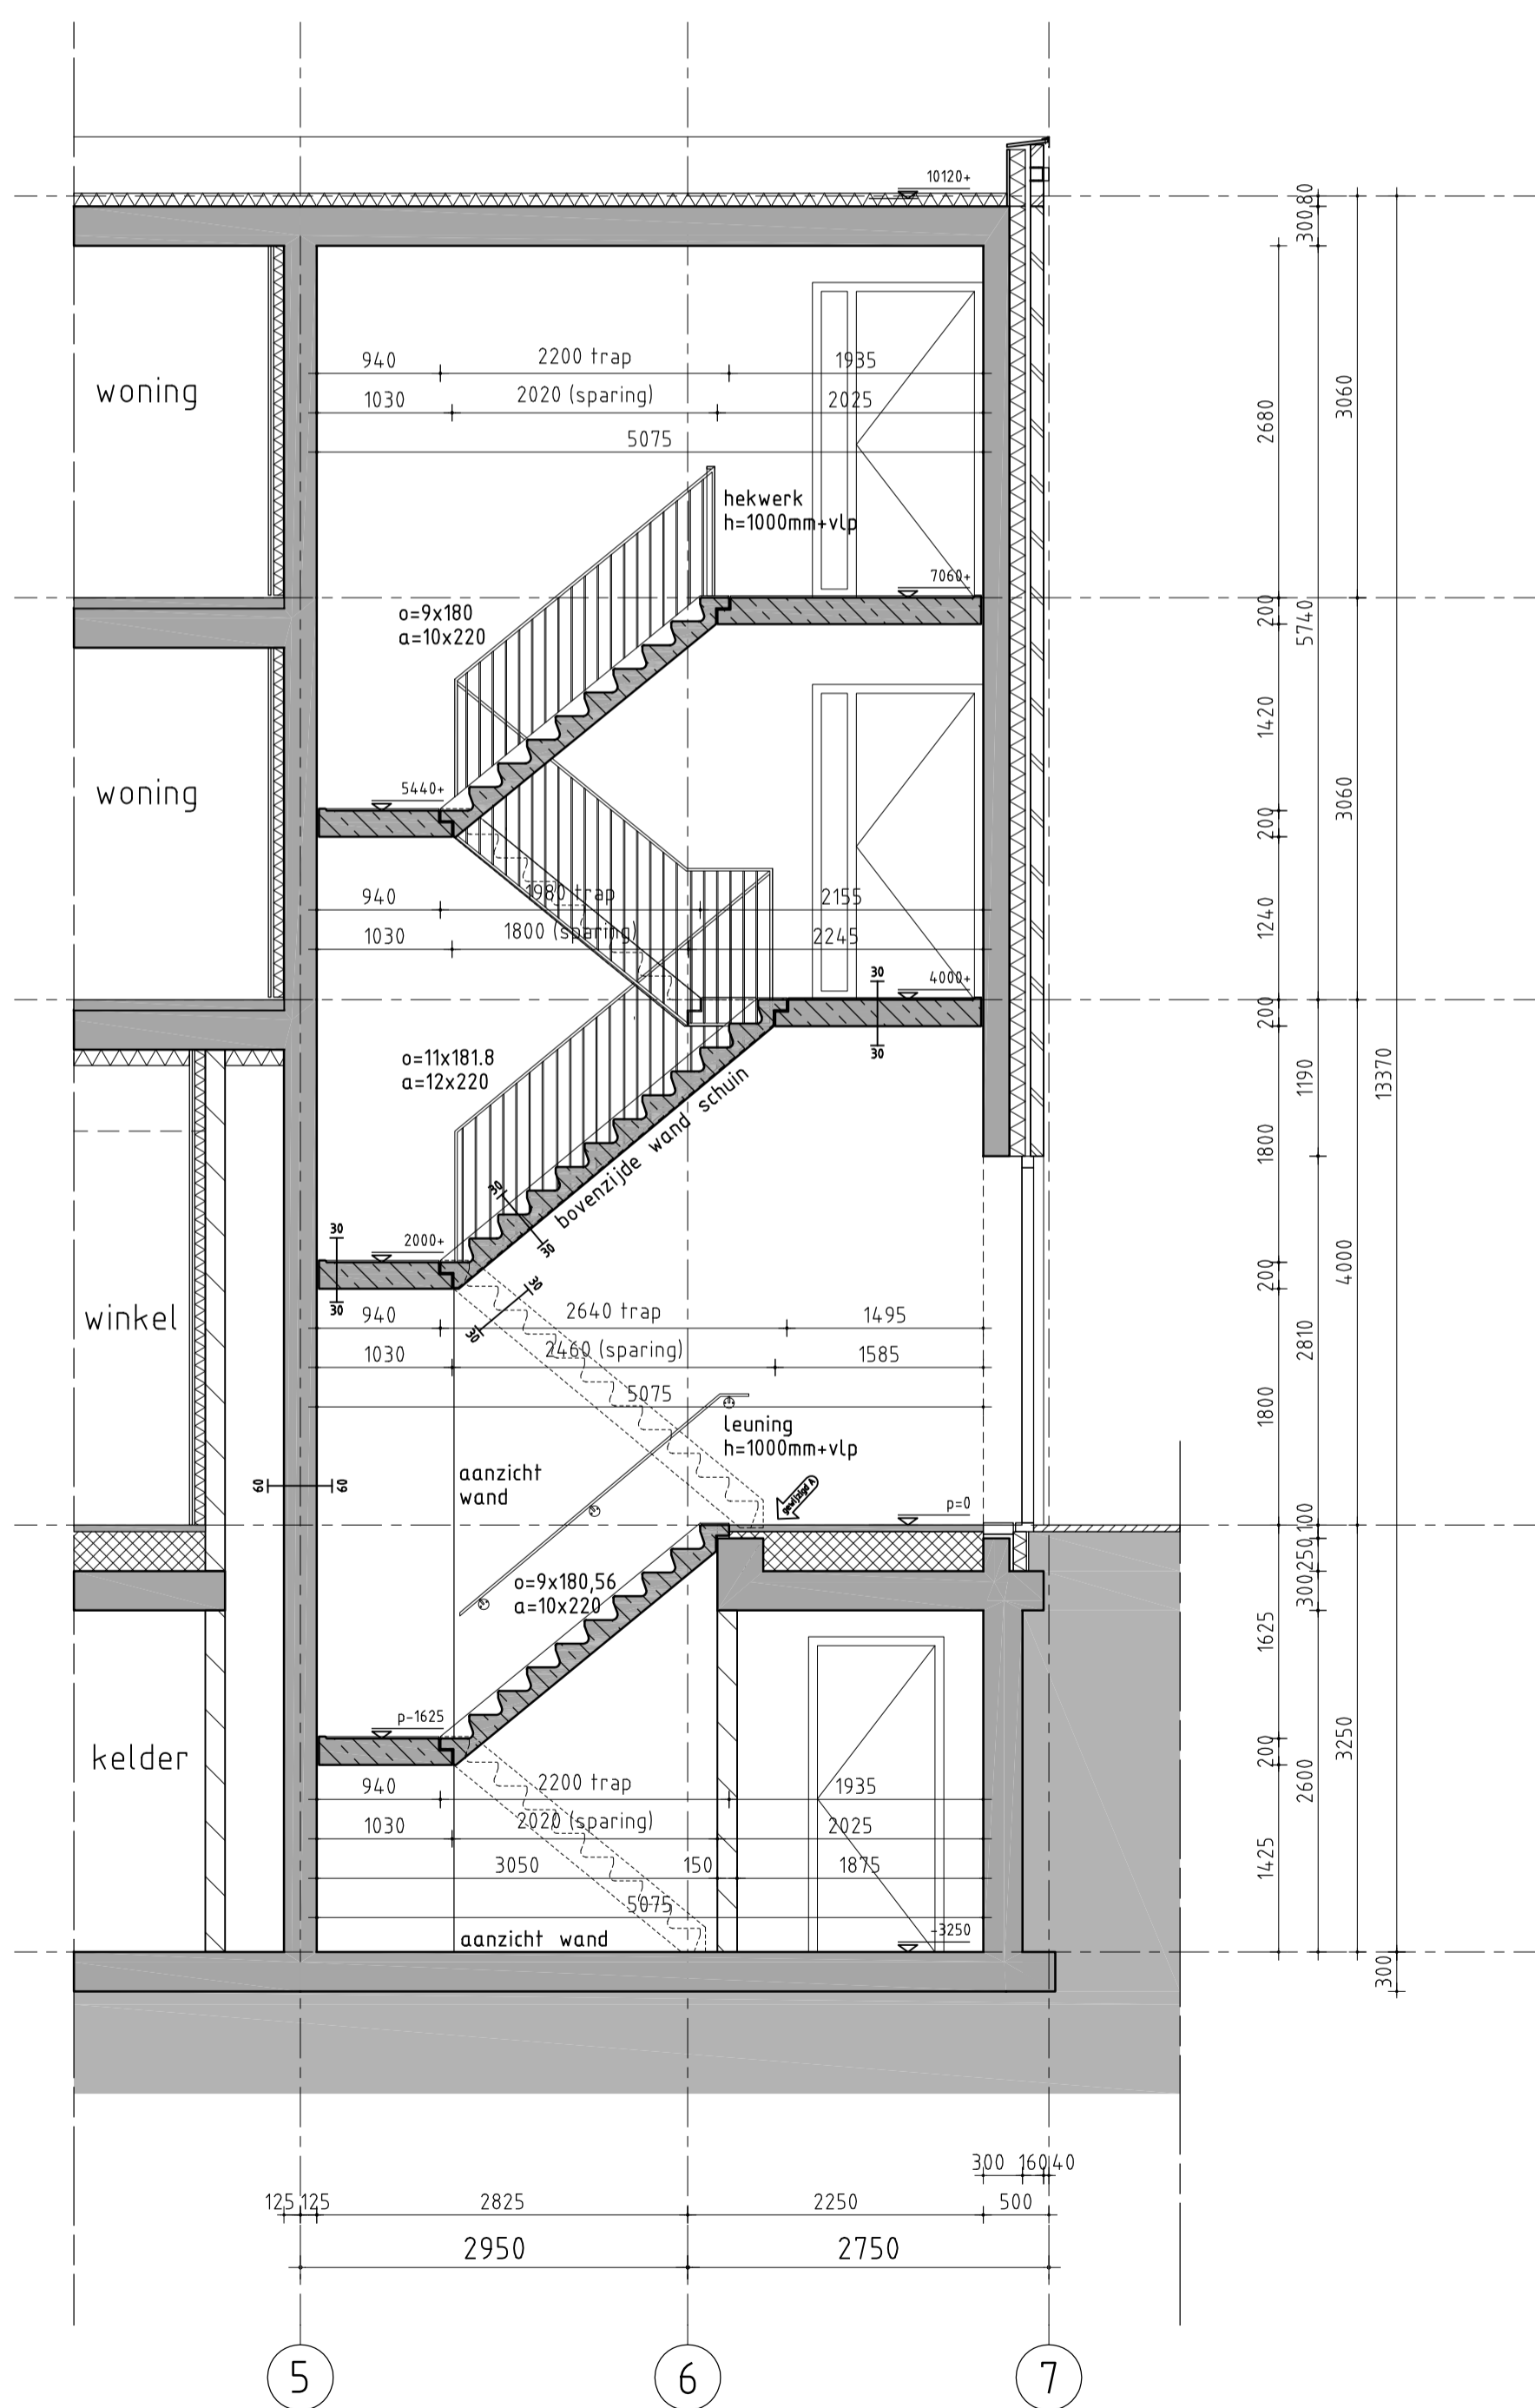 10120+
300 80
940 2200 trap 1935
woning
1030 2020 (sparing) 2025
3060
2680
5075
hekwerk
h=1000mm+vlp
7060+
o=9x180
a=10x220
200
5740
1420
5440+
woning
3060
200
940 1980 trap 2155
1240
1030 1800 (sparing) 2245
30
4000+
200
30
o=11x181.8
a=12x220
1190
13370
bovenzijde wand schuin
1800
30
30
30
2000+
200
4000
30
30
30
winkel
940 2640 trap 1495
2810
1030 2460 (sparing) 1585
5075
1800
leuning
h=1000mm+vlp
aanzicht
wand
60 60
gewijzigd A
p=0
100
250
o=9x180,56
a=10x220
300
1625
p-1625
kelder
200
3250
940 2200 trap 1935
2600
1030 2020 (sparing) 2025
3050 150 1875
1425
5075
aanzicht wand
-3250
300
300 160 40
125 125 2825 2250 500
2950 2750
5 6 7